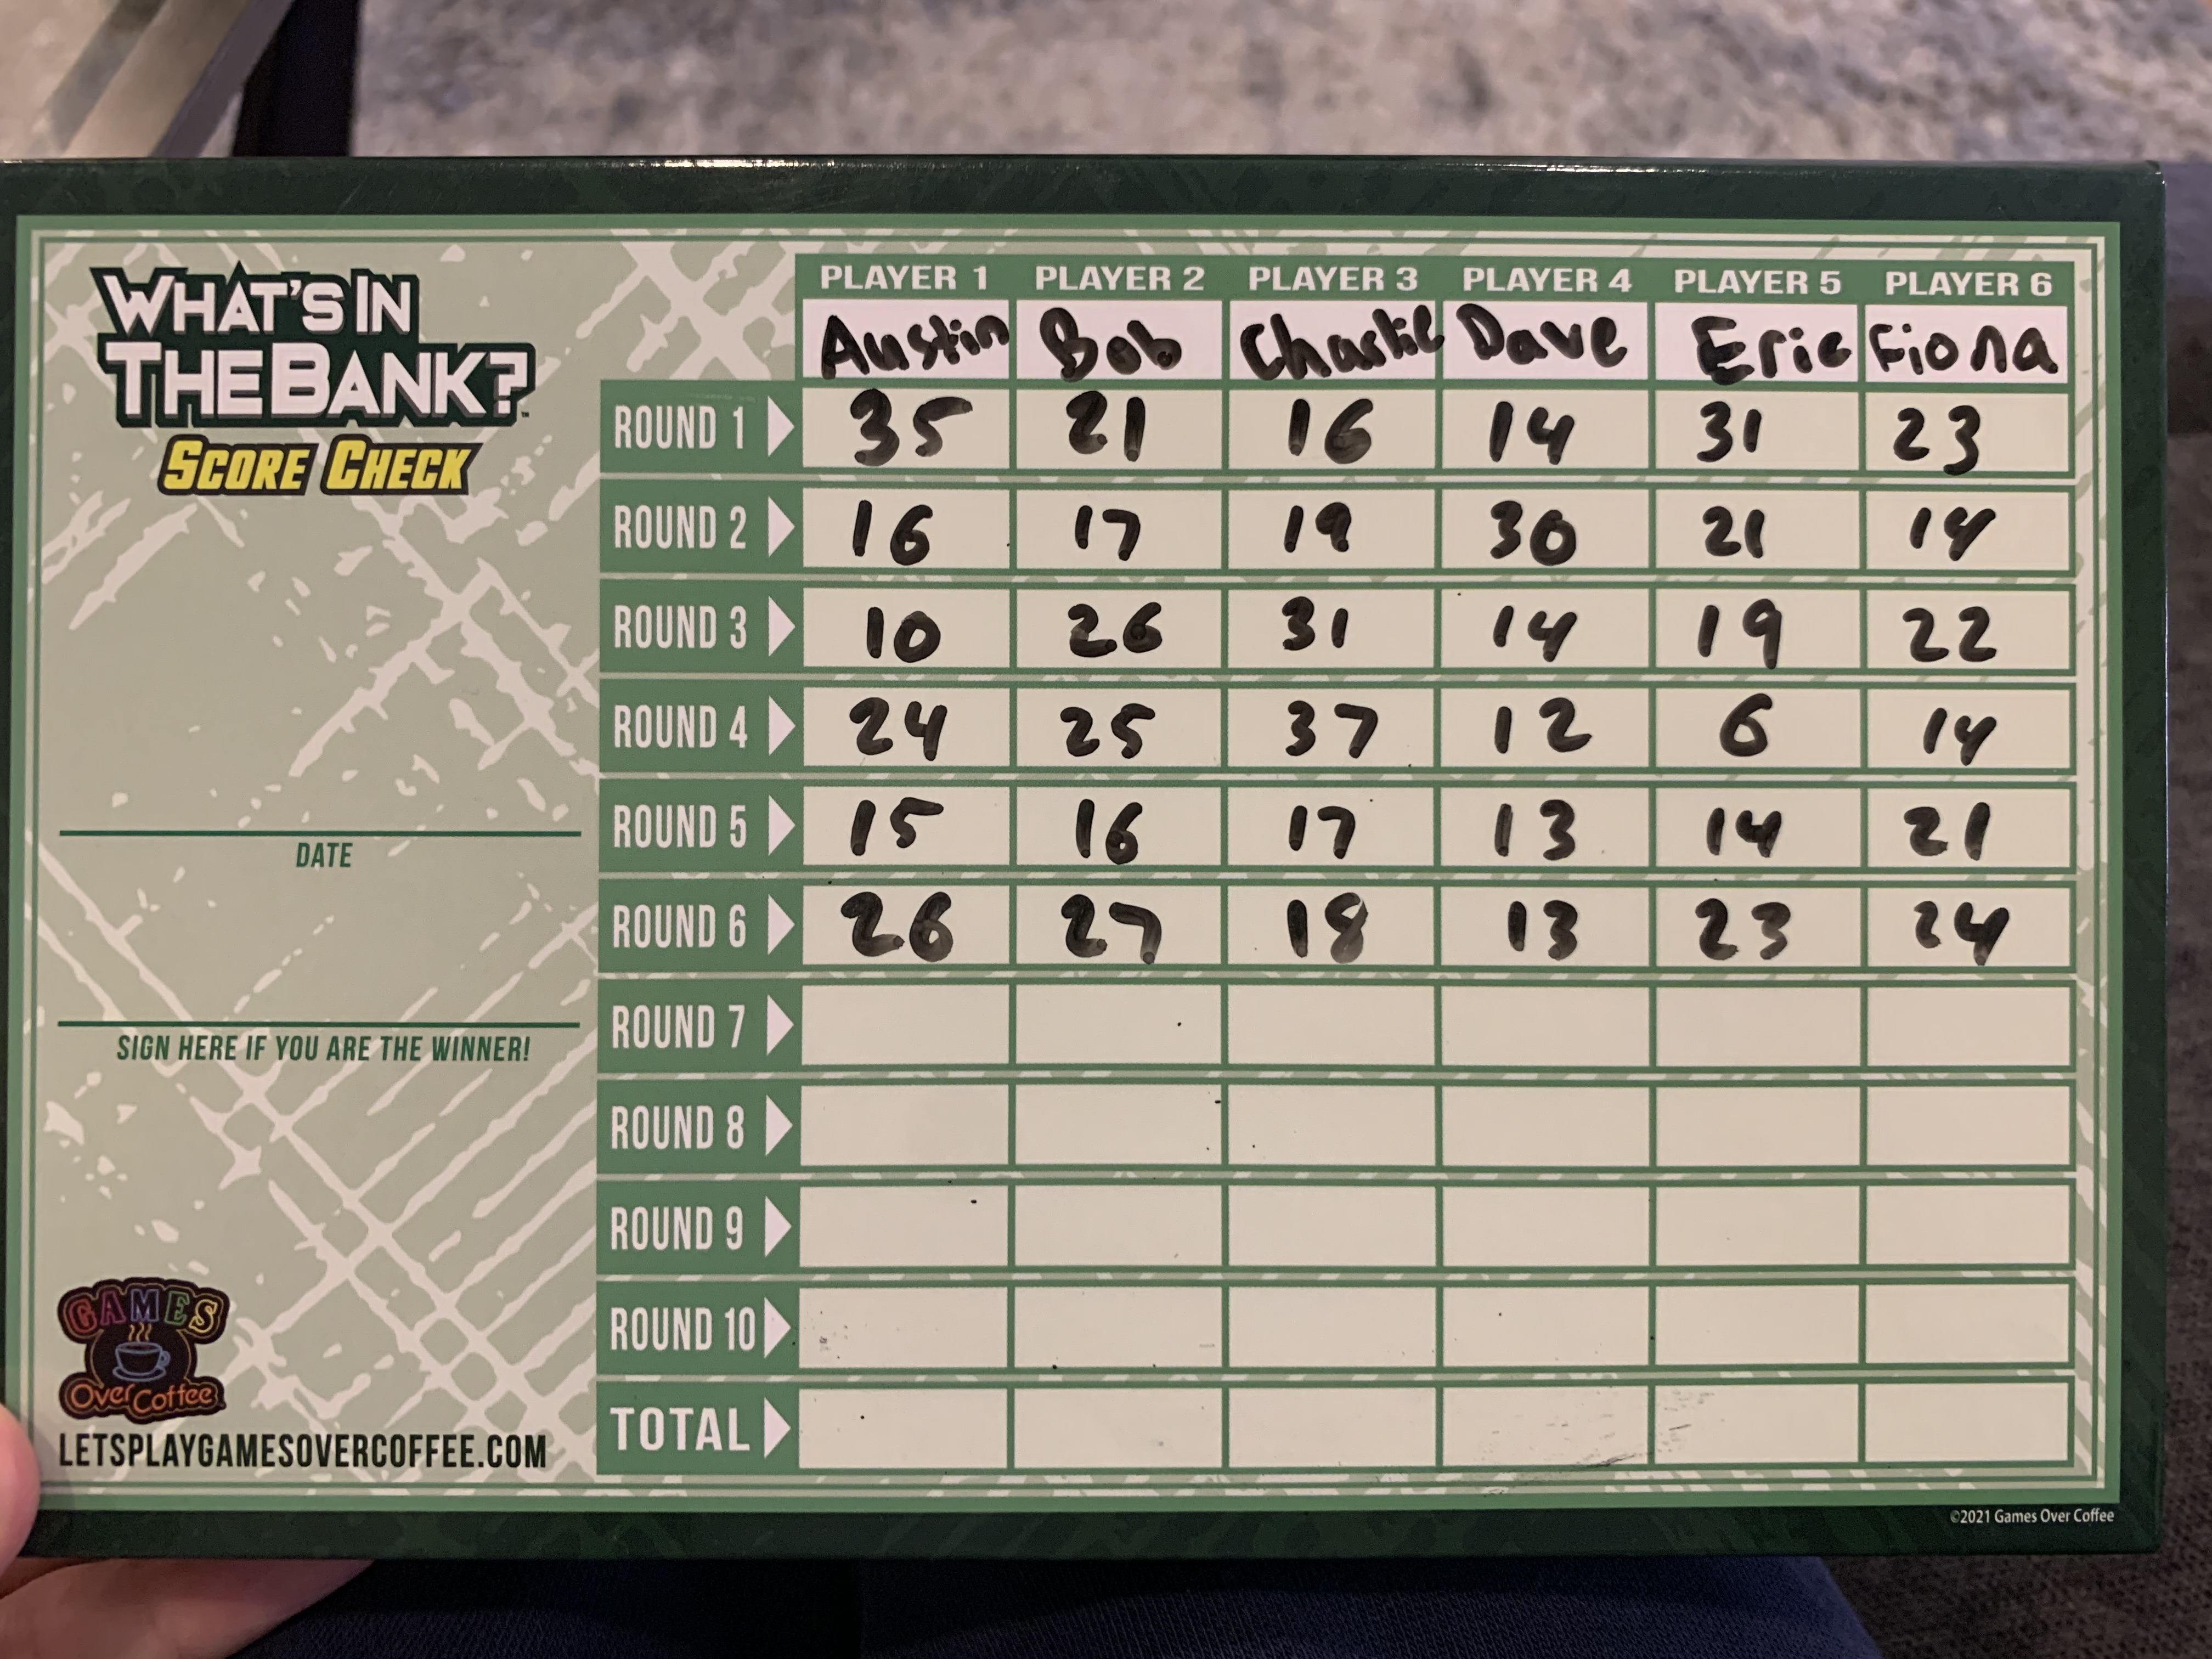 WHAT'S IN
THE BANK?™
SCORE CHECK
PLAYER 1 PLAYER 2 PLAYER 3 PLAYER 4 PLAYER 5 PLAYER 6
Austin Bob Charlie Dave Eric Fiona
ROUND 1 35 21 16 14 31 23
ROUND 2 16 17 19 30 21 14
ROUND 3 10 26 31 14 19 22
ROUND 4 24 25 37 12 6 14
ROUND 5 15 16 17 13 14 21
ROUND 6 26 27 18 13 23 24
ROUND 7
ROUND 8
ROUND 9
ROUND 10
TOTAL
DATE
SIGN HERE IF YOU ARE THE WINNER!
GAMES
Over Coffee
LETSPLAYGAMESOVERCOFFEE.COM
©2021 Games Over Coffee